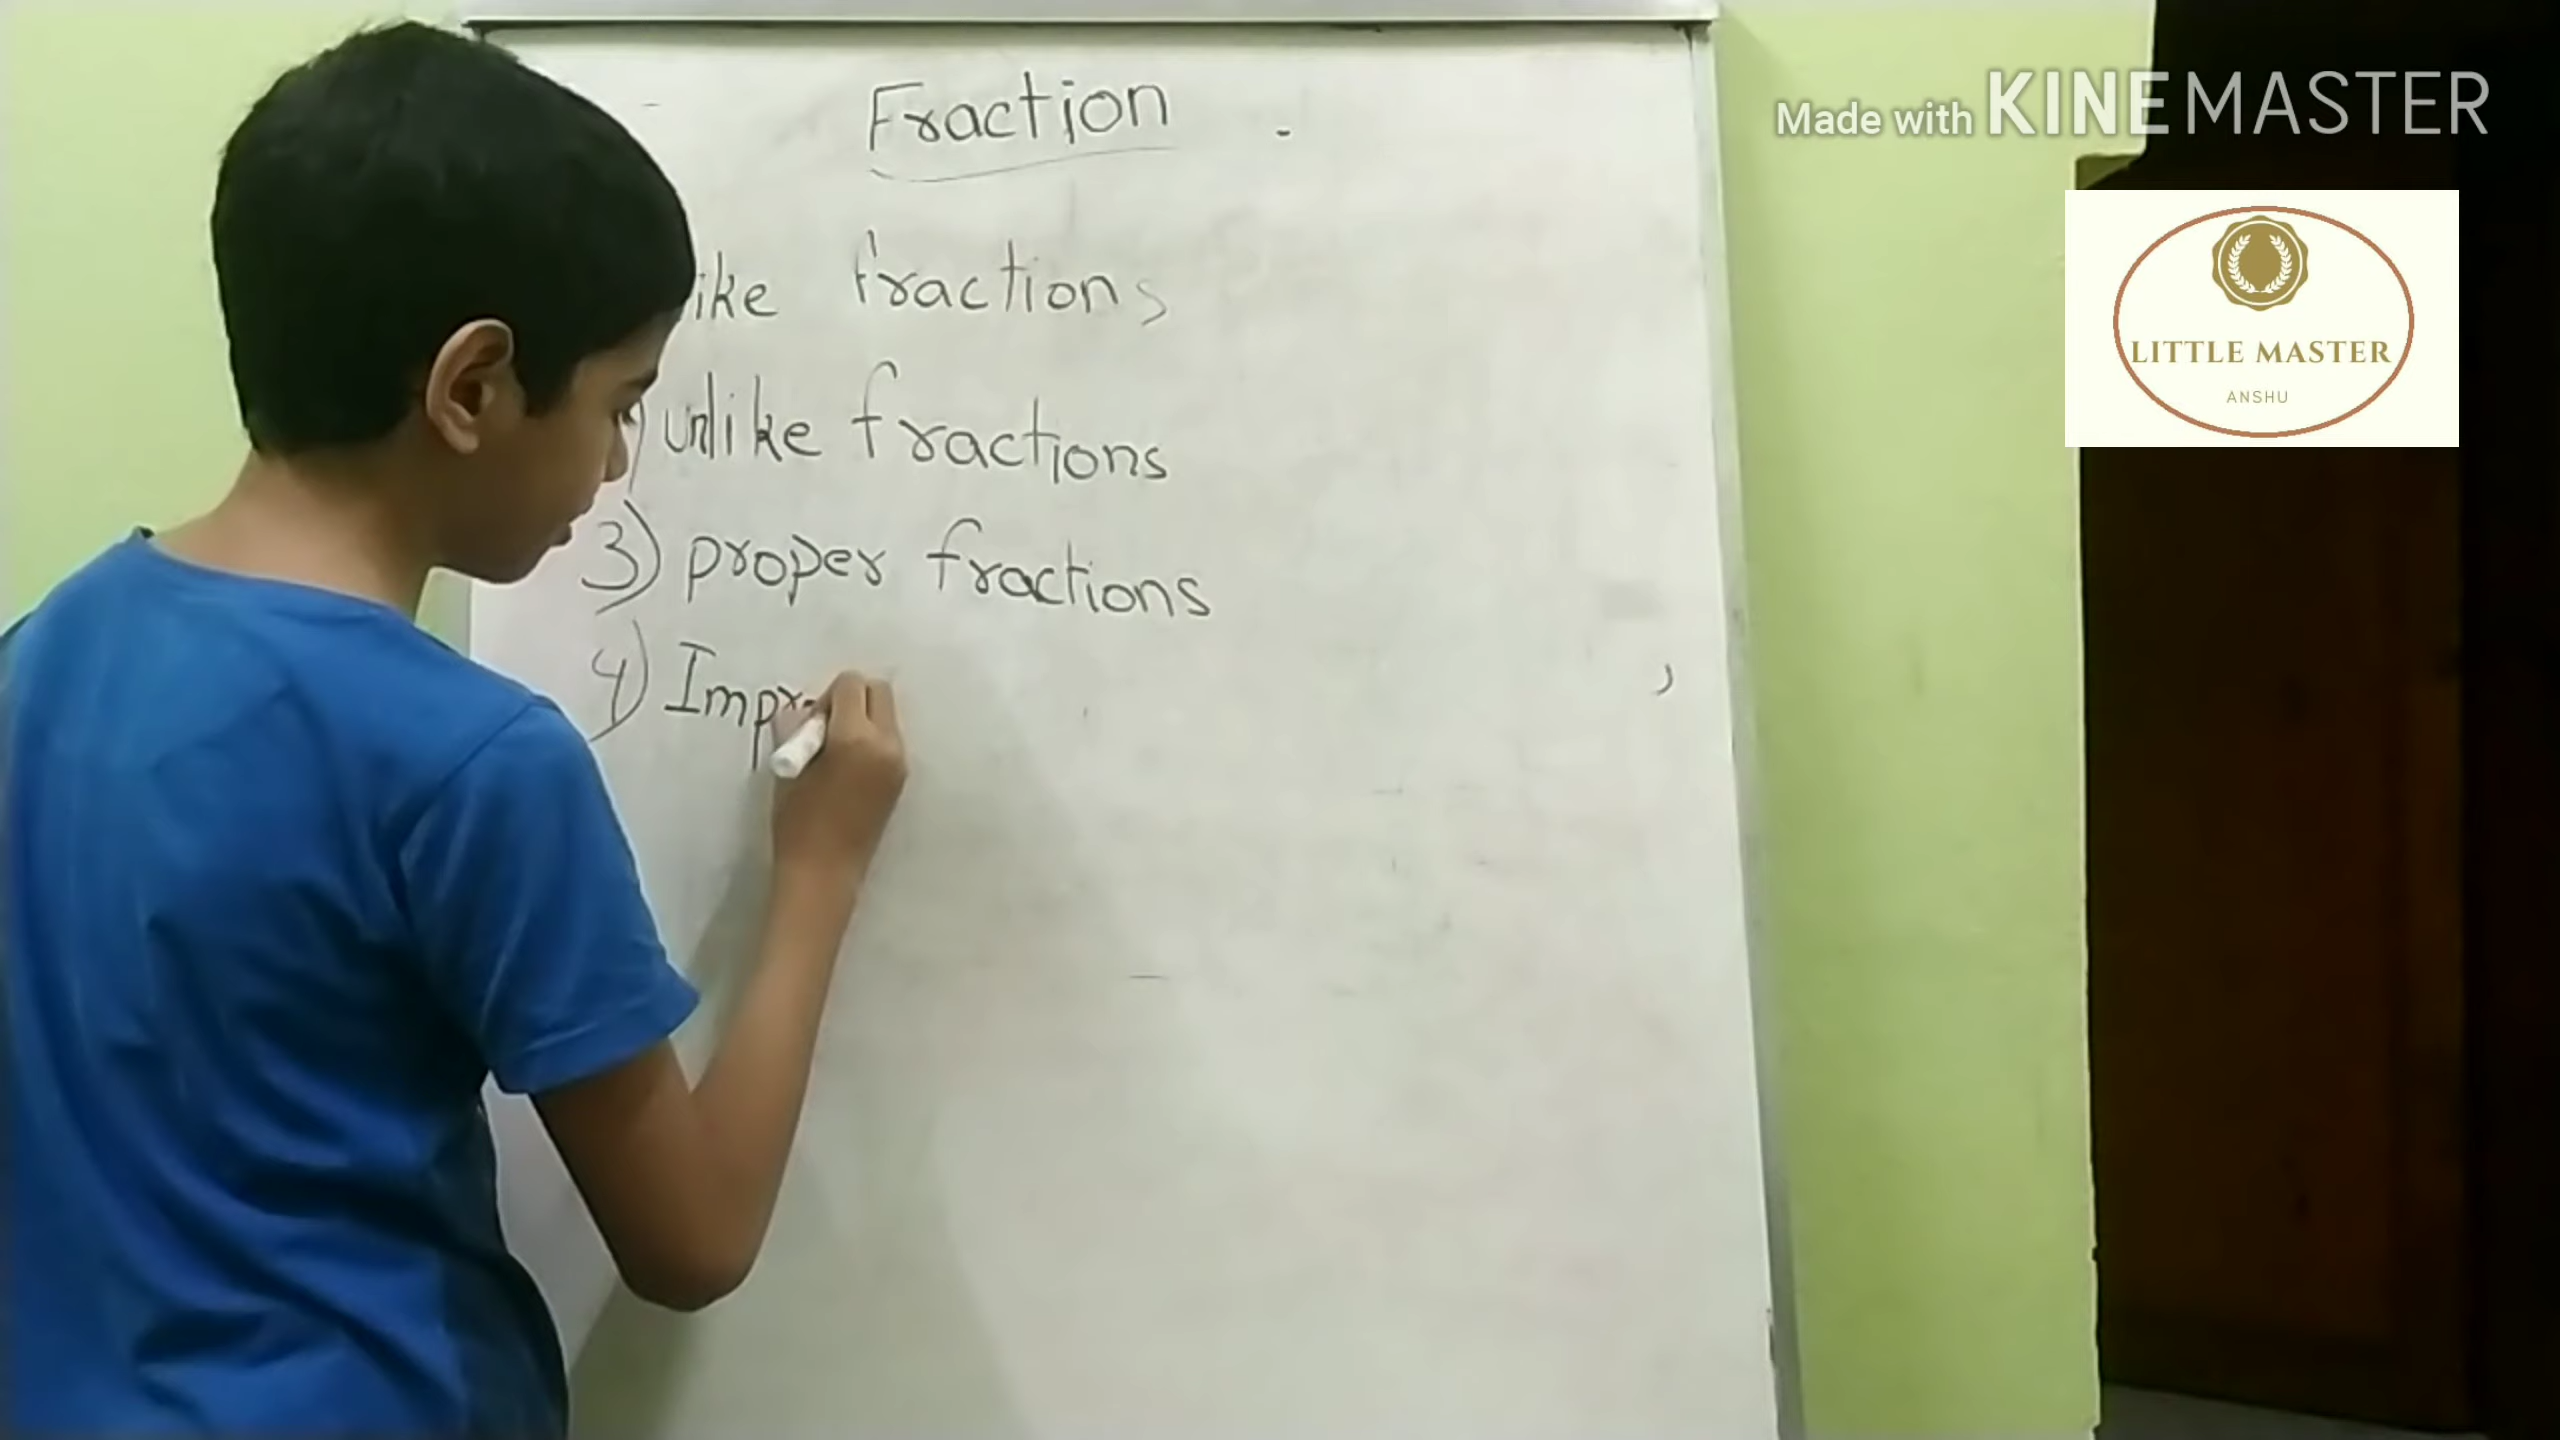 Fraction
Made with KINEMASTER
LITTLE MASTER
ANSHU
ike fractions
unlike fractions
3) proper fractions
4) Impr